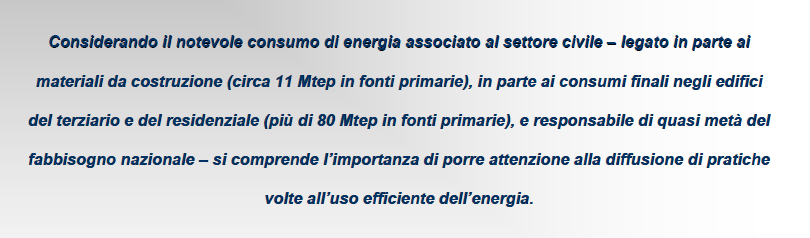 Considerando il notevole consumo di energia associato al settore civile – legato in parte ai
materiali da costruzione (circa 11 Mtep in fonti primarie), in parte ai consumi finali negli edifici
del terziario e del residenziale (più di 80 Mtep in fonti primarie), e responsabile di quasi metà del
fabbisogno nazionale – si comprende l’importanza di porre attenzione alla diffusione di pratiche
volte all’uso efficiente dell’energia.